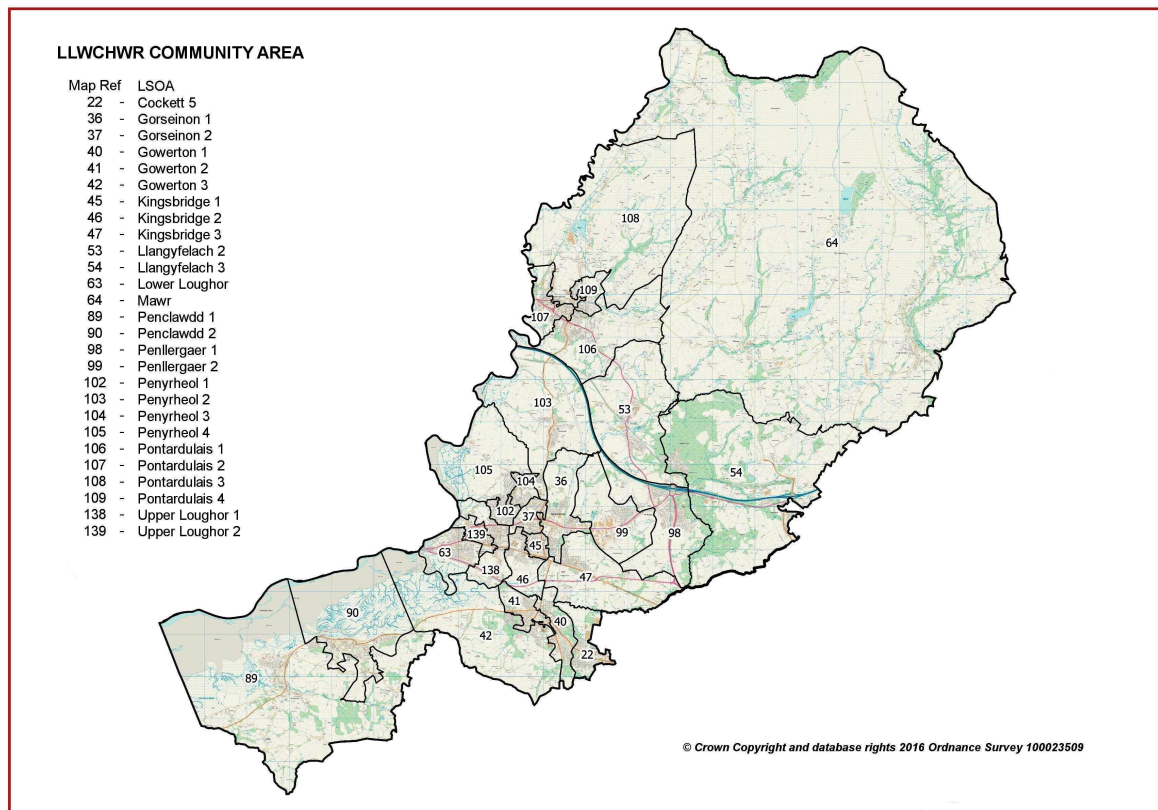 LLWCHWR COMMUNITY AREA
Map Ref LSOA
22 - Cockett 5
36 - Gorseinon 1
37 - Gorseinon 2
40 - Gowerton 1
41 - Gowerton 2
42 - Gowerton 3
45 - Kingsbridge 1
46 - Kingsbridge 2
47 - Kingsbridge 3
53 - Llangyfelach 2
54 - Llangyfelach 3
63 - Lower Loughor
64 - Mawr
89 - Penclawdd 1
90 - Penclawdd 2
98 - Penllergaer 1
99 - Penllergaer 2
102 - Penyrheol 1
103 - Penyrheol 2
104 - Penyrheol 3
105 - Penyrheol 4
106 - Pontardulais 1
107 - Pontardulais 2
108 - Pontardulais 3
109 - Pontardulais 4
138 - Upper Loughor 1
139 - Upper Loughor 2
108
64
109
107
106
103
53
105
54
104
36
102
37
99
98
139
45
63
138
46
47
41
90
40
42
22
89
© Crown Copyright and database rights 2016 Ordnance Survey 100023509